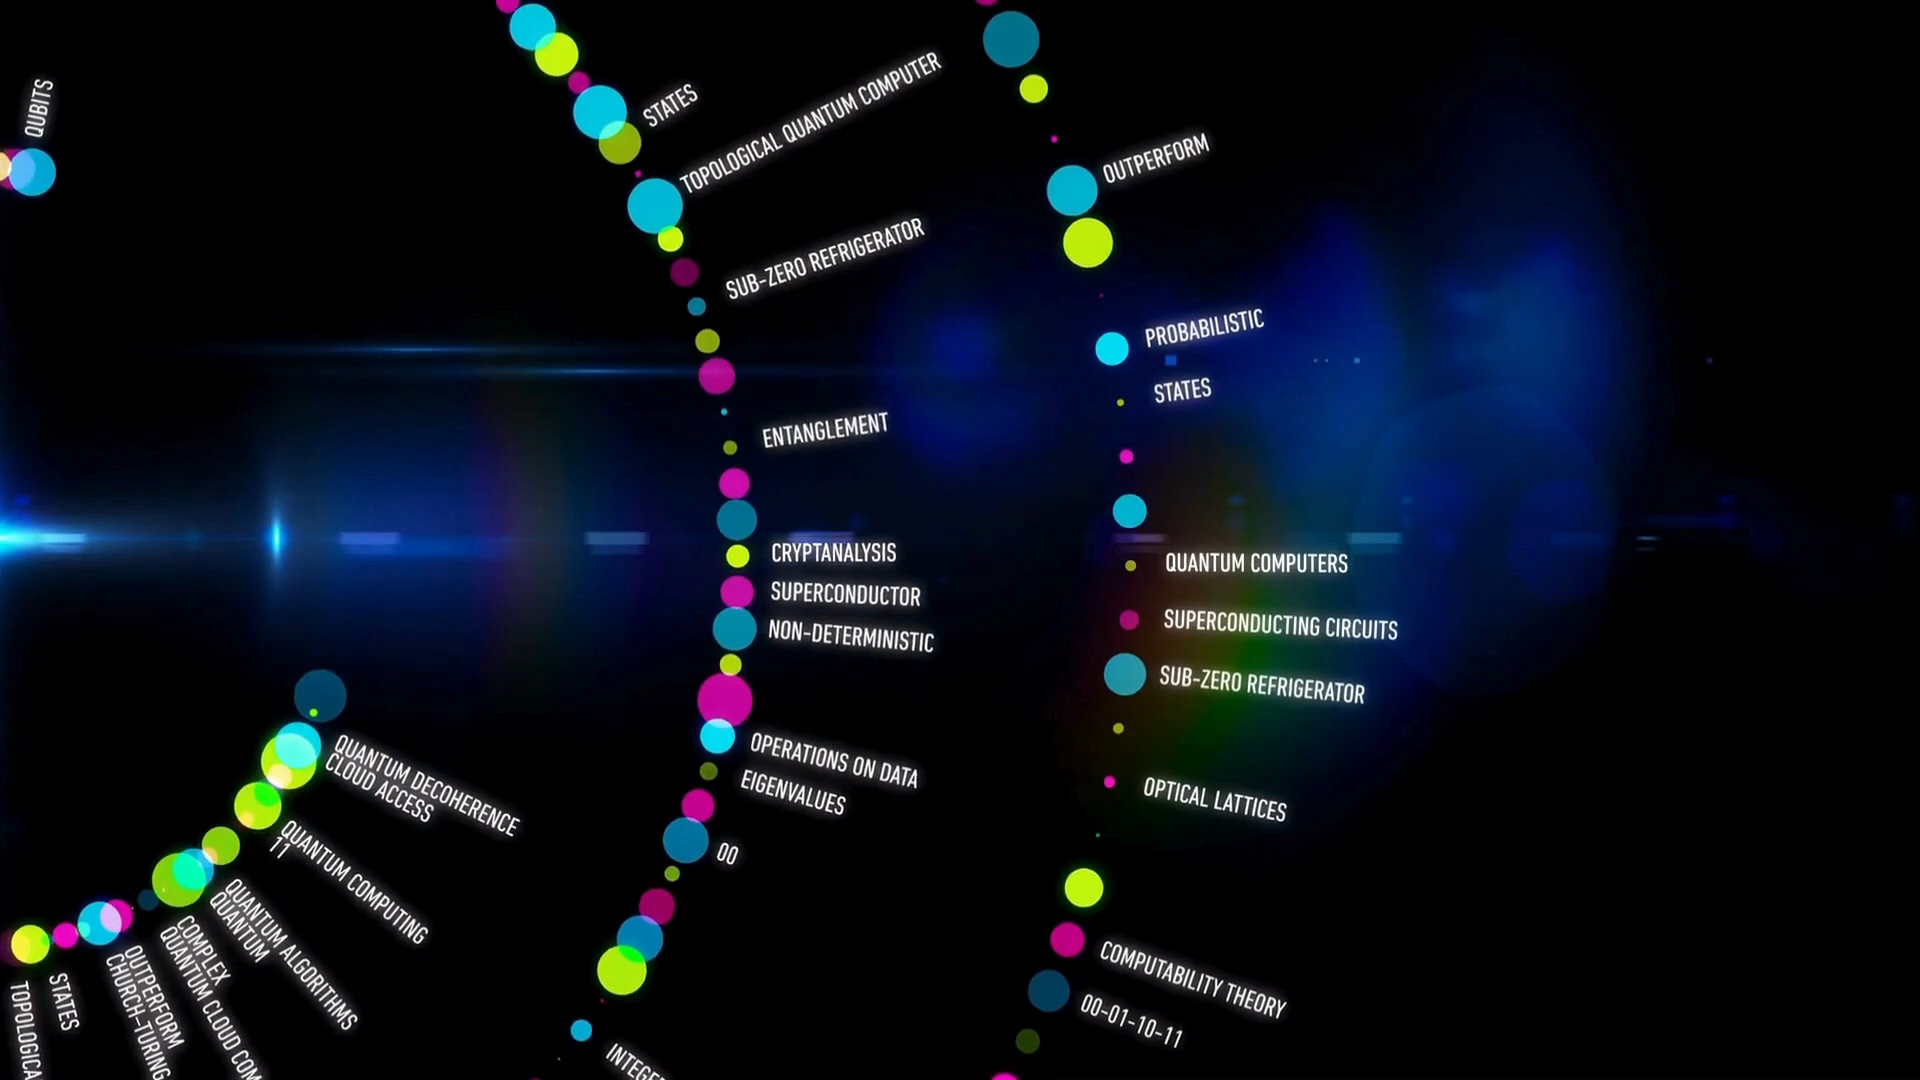 QUBITS
STATES
TOPOLOGICAL QUANTUM COMPUTER
SUB-ZERO REFRIGERATOR
ENTANGLEMENT
CRYPTANALYSIS
SUPERCONDUCTOR
NON-DETERMINISTIC
OPERATIONS ON DATA
EIGENVALUES
00
OUTPERFORM
PROBABILISTIC
STATES
QUANTUM COMPUTERS
SUPERCONDUCTING CIRCUITS
SUB-ZERO REFRIGERATOR
OPTICAL LATTICES
COMPUTABILITY THEORY
00-01-10-11
QUANTUM DECOHERENCE
CLOUD ACCESS
QUANTUM COMPUTING
11
QUANTUM ALGORITHMS
QUANTUM
COMPLEX
QUANTUM CLOUD COM
OUTPERFORM
CHURCH-TURING
STATES
TOPOLOGICA